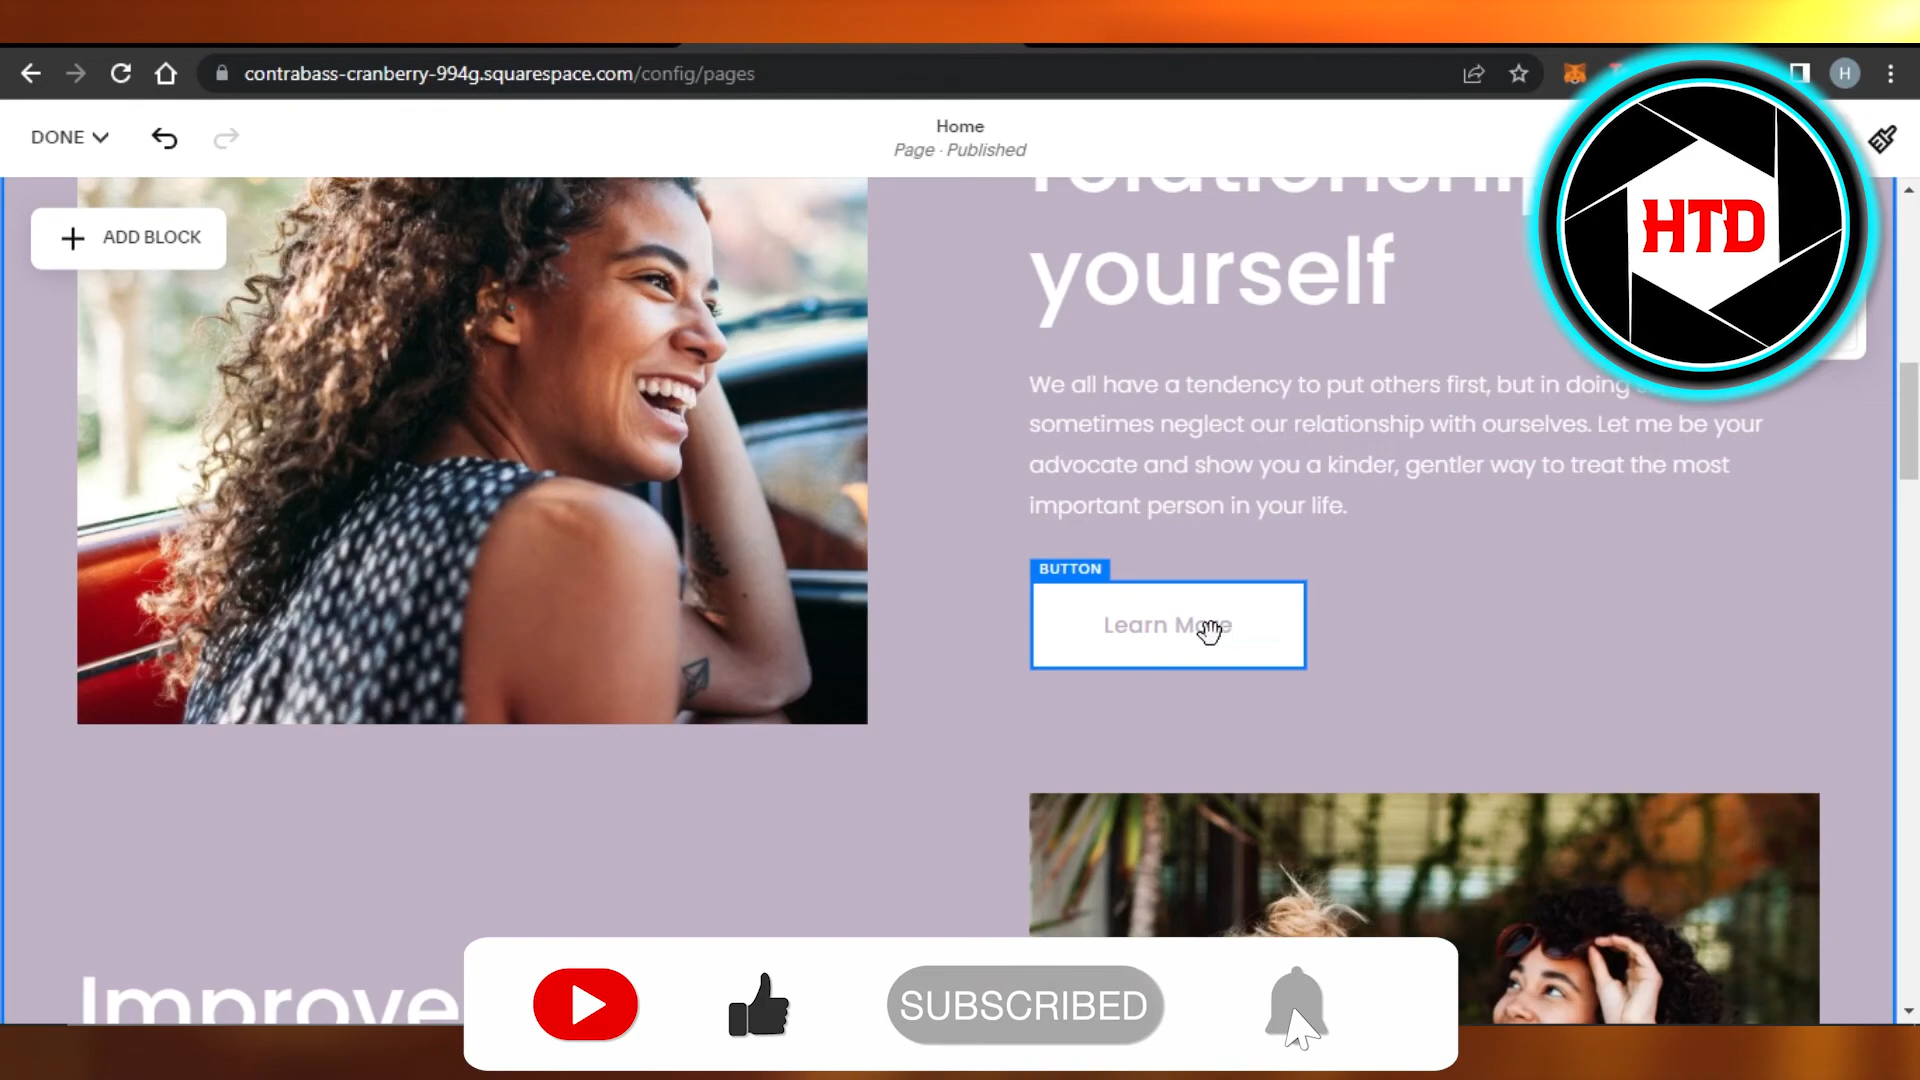 contrabass-cranberry-994g.squarespace.com/config/pages
H
DONE
Home
Page · Published
HTD
ADD BLOCK
yourself
We all have a tendency to put others first, but in doing
sometimes neglect our relationship with ourselves. Let me be your
advocate and show you a kinder, gentler way to treat the most
important person in your life.
BUTTON
Learn More
Improve
SUBSCRIBED